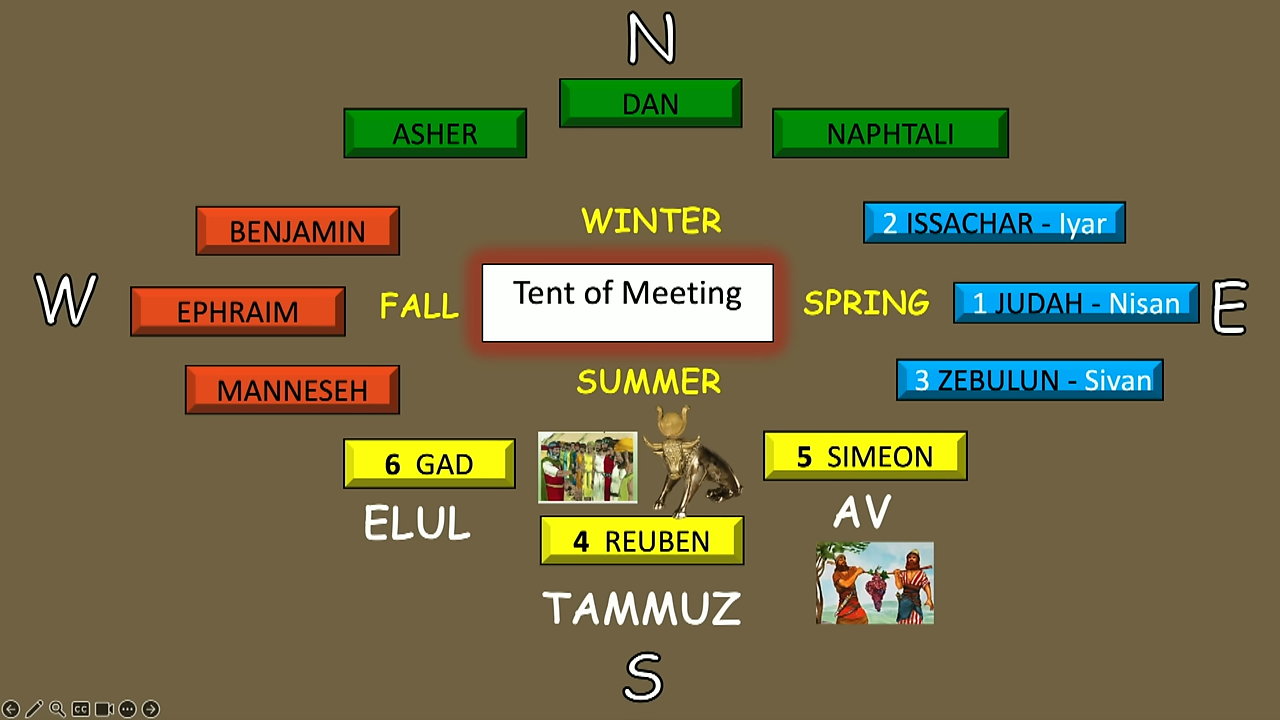 N
DAN
ASHER
NAPHTALI
BENJAMIN
WINTER
2 ISSACHAR - Iyar
W
EPHRAIM
FALL
Tent of Meeting
SPRING
1 JUDAH - Nisan
E
MANNESEH
SUMMER
3 ZEBULUN - Sivan
6 GAD
5 SIMEON
ELUL
4 REUBEN
AV
TAMMUZ
S
CC